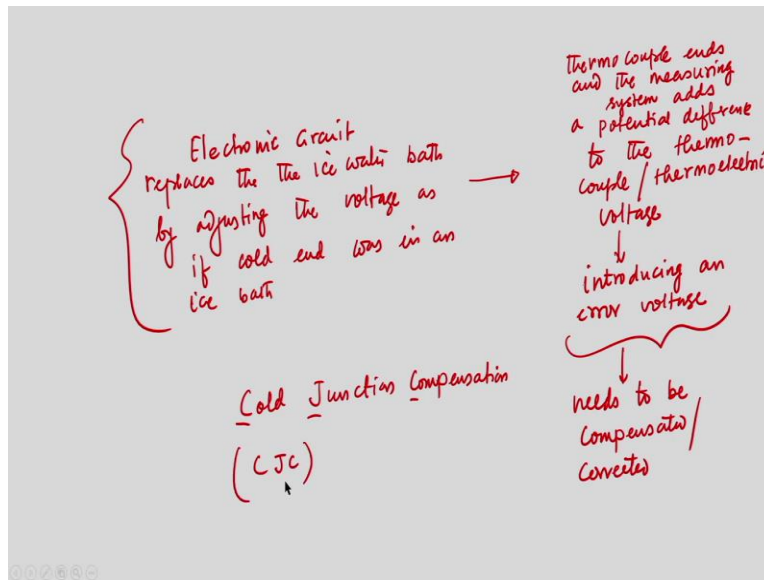 Electronic Circuit
replaces the the ice water bath
by adjusting the voltage as
if cold end was in an
ice bath
thermocouple ends
and the measuring
system adds
a potential difference
to the thermo-
couple / thermoelectric
voltage
introducing an
error voltage
needs to be
compensated /
corrected
Cold Junction Compensation
(CJC)